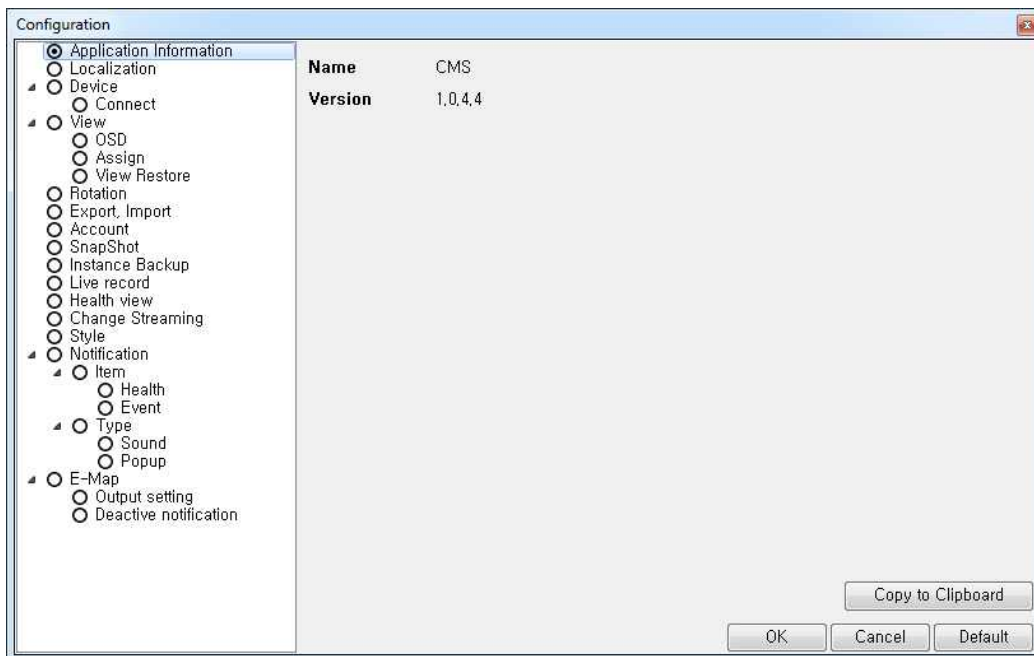 Configuration
Application Information
Localization
Device
Connect
View
OSD
Assign
View Restore
Rotation
Export, Import
Account
SnapShot
Instance Backup
Live record
Health view
Change Streaming
Style
Notification
Item
Health
Event
Type
Sound
Popup
E-Map
Output setting
Deactive notification
Name CMS
Version 1,0,4,4
Copy to Clipboard
OK Cancel Default